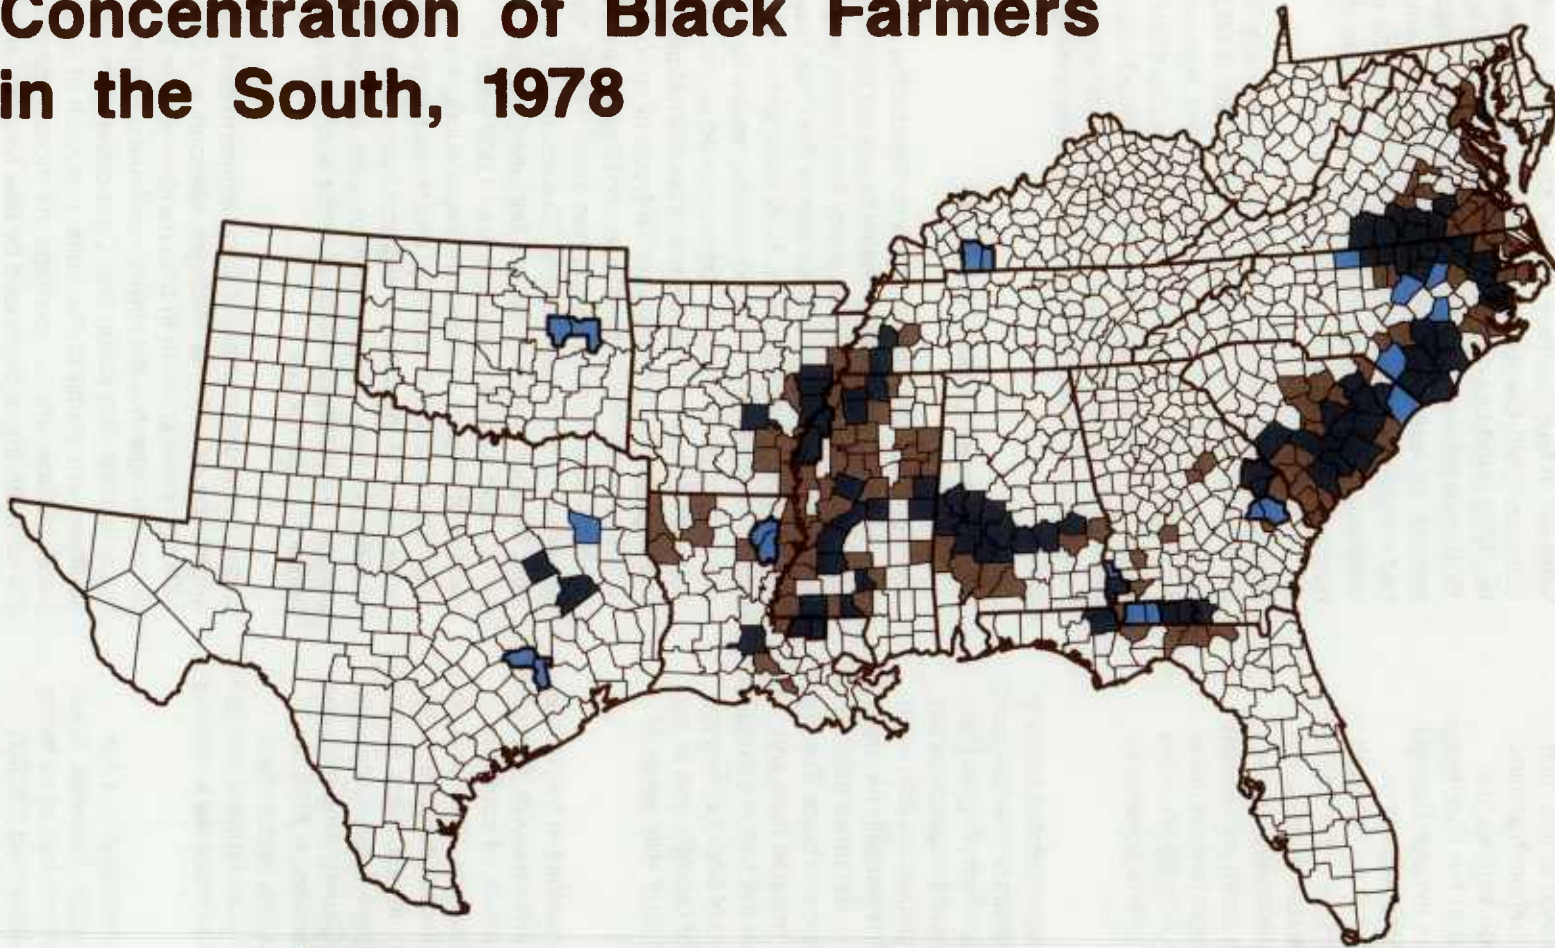 Concentration of Black Farmers
in the South, 1978